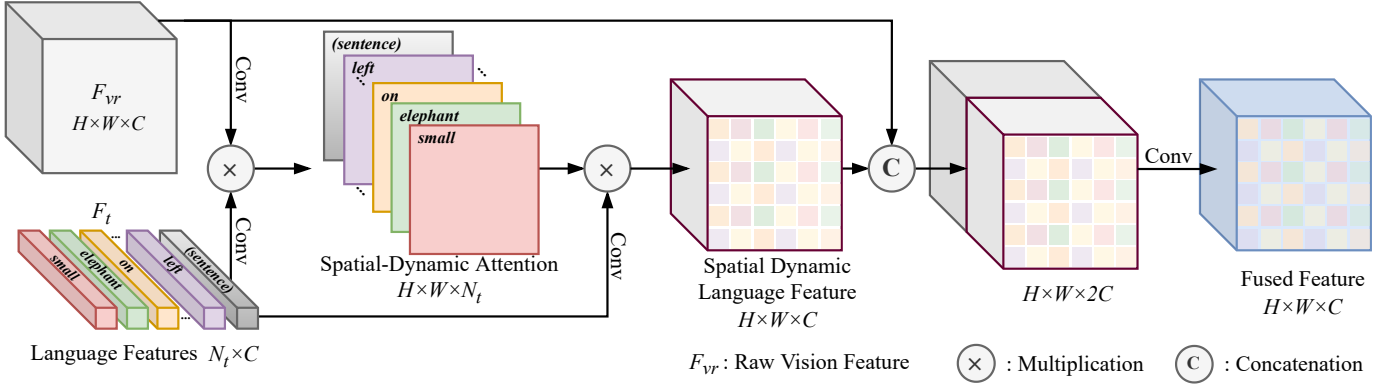 F_vr
H×W×C
Conv
×
Conv
F_t
small
elephant
...
on
...
left
(sentence)
Language Features N_t×C
(sentence)
left
...
...
on
elephant
small
...
Spatial-Dynamic Attention
H×W×N_t
×
Conv
Spatial Dynamic
Language Feature
H×W×C
C
H×W×2C
Conv
Fused Feature
H×W×C
F_vr : Raw Vision Feature
× : Multiplication
C : Concatenation